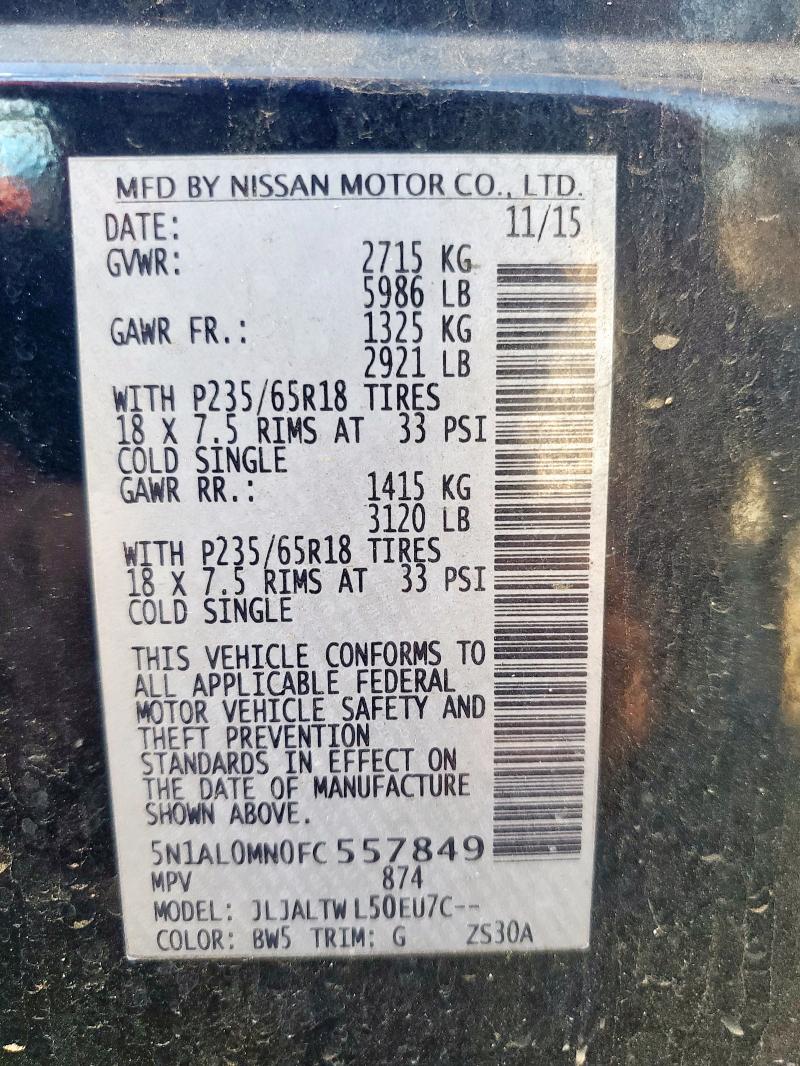 MFD BY NISSAN MOTOR CO., LTD.
DATE: 11/15
GVWR: 2715 KG
5986 LB
GAWR FR.: 1325 KG
2921 LB
WITH P235/65R18 TIRES
18 X 7.5 RIMS AT 33 PSI
COLD SINGLE
GAWR RR.: 1415 KG
3120 LB
WITH P235/65R18 TIRES
18 X 7.5 RIMS AT 33 PSI
COLD SINGLE
THIS VEHICLE CONFORMS TO
ALL APPLICABLE FEDERAL
MOTOR VEHICLE SAFETY AND
THEFT PREVENTION
STANDARDS IN EFFECT ON
THE DATE OF MANUFACTURE
SHOWN ABOVE.
5N1AL0MN0FC557849
MPV 874
MODEL: JLJALTWL50EU7C--
COLOR: BW5 TRIM: G ZS30A